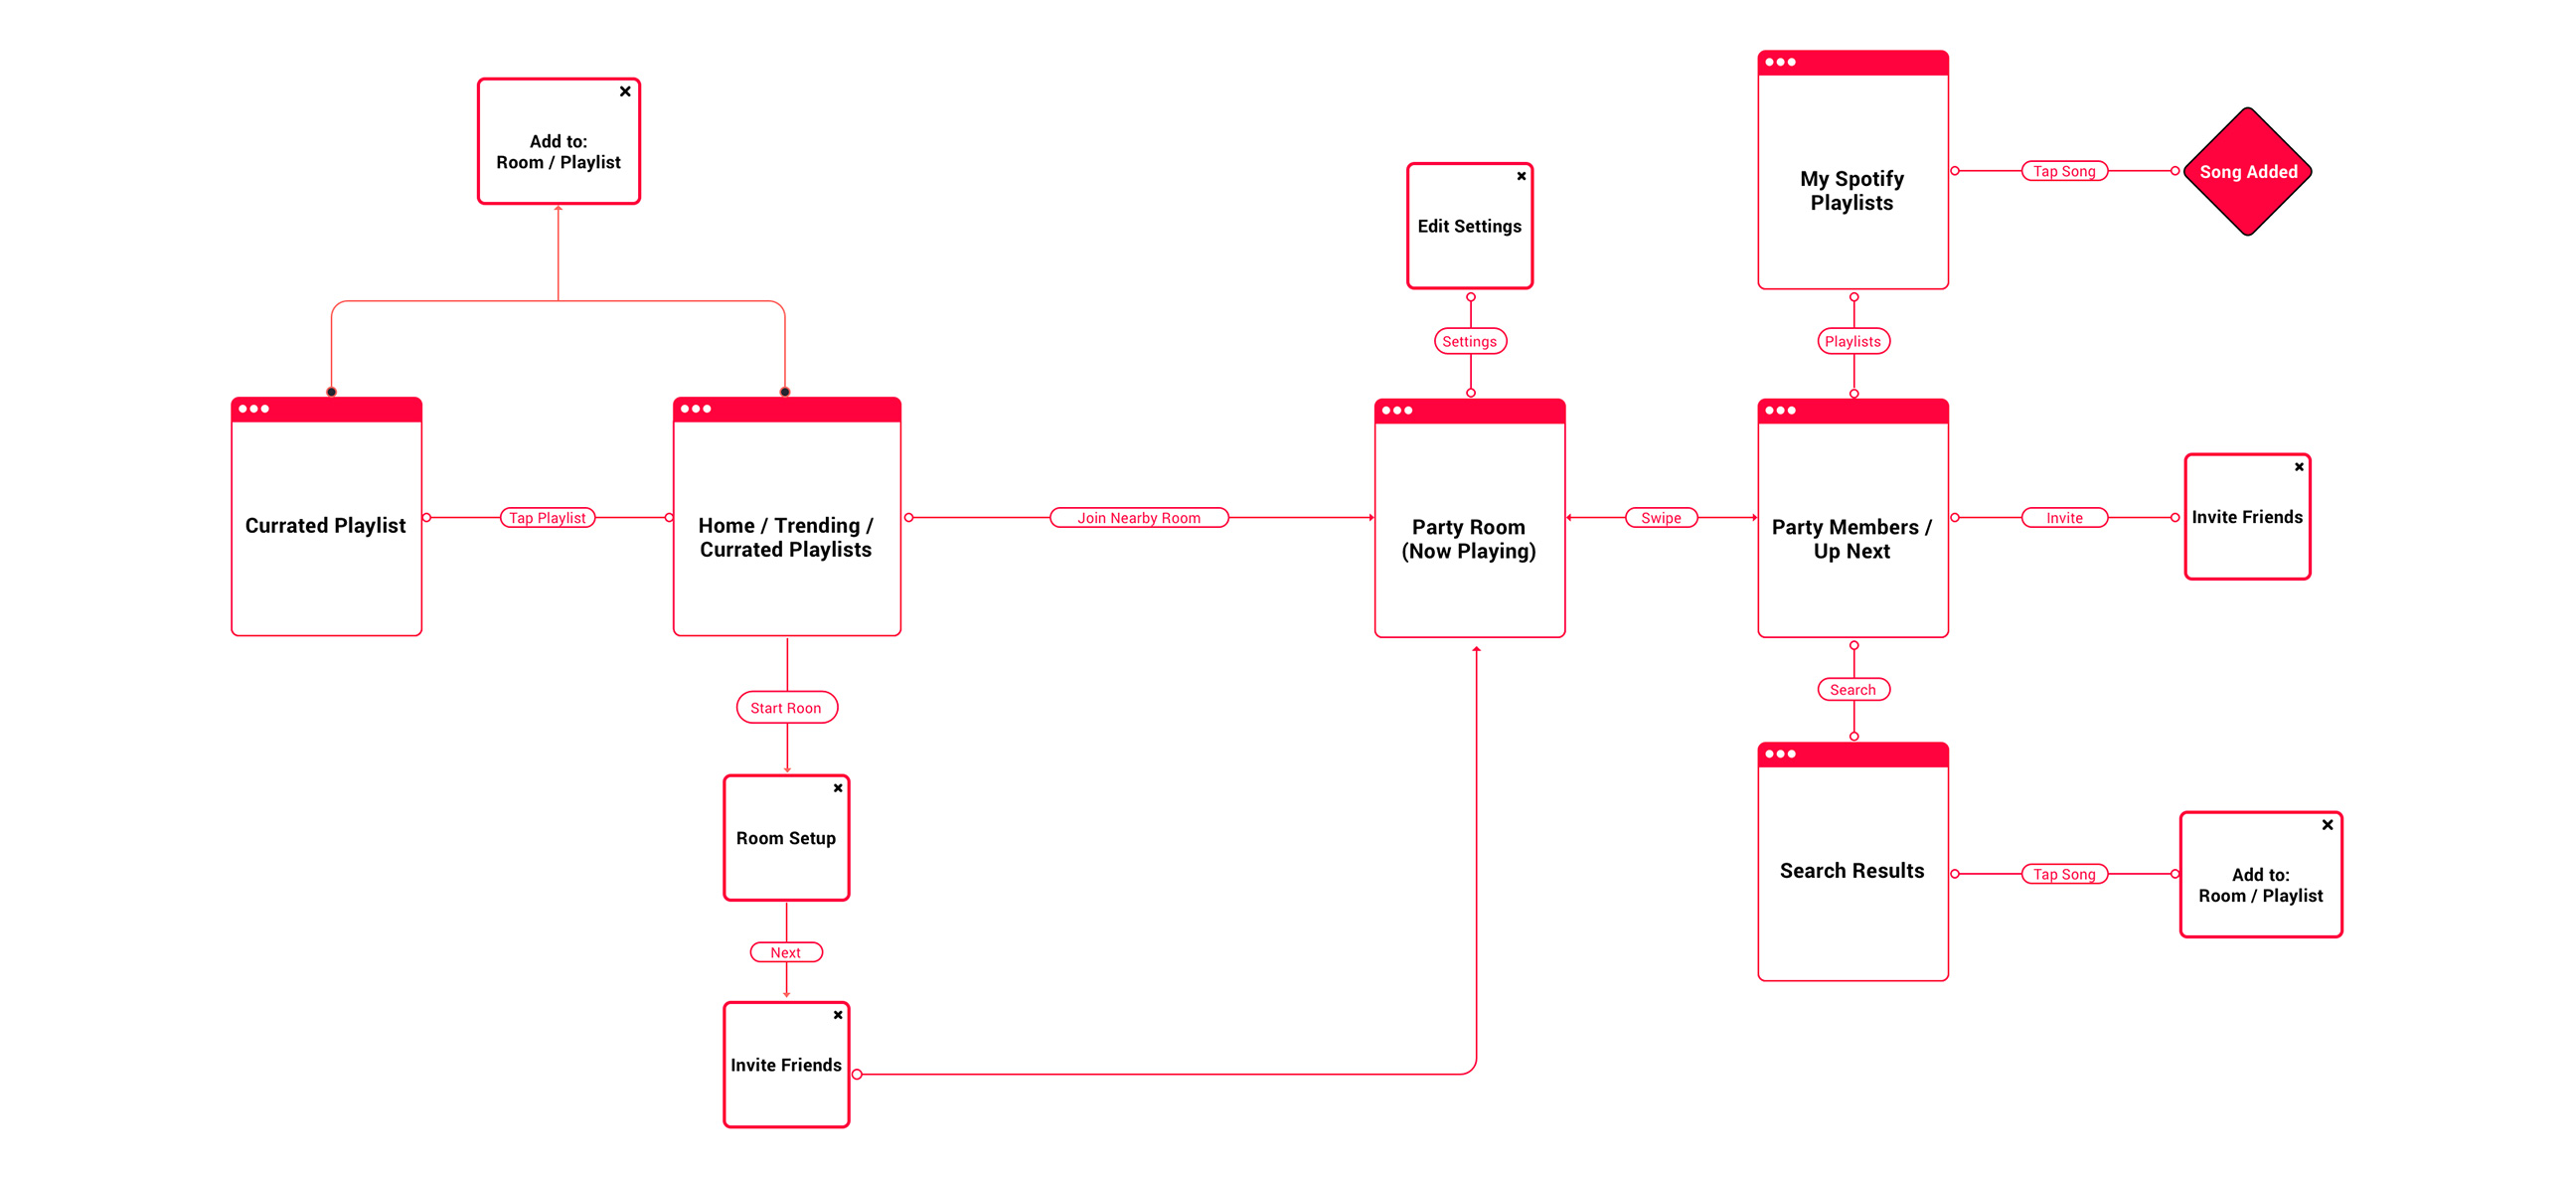 Add to:
Room / Playlist
Currated Playlist
Tap Playlist
Home / Trending /
Currated Playlists
Start Roon
Room Setup
Next
Invite Friends
Join Nearby Room
Edit Settings
Settings
Party Room
(Now Playing)
Swipe
My Spotify
Playlists
Tap Song
Song Added
Playlists
Party Members /
Up Next
Invite
Invite Friends
Search
Search Results
Tap Song
Add to:
Room / Playlist